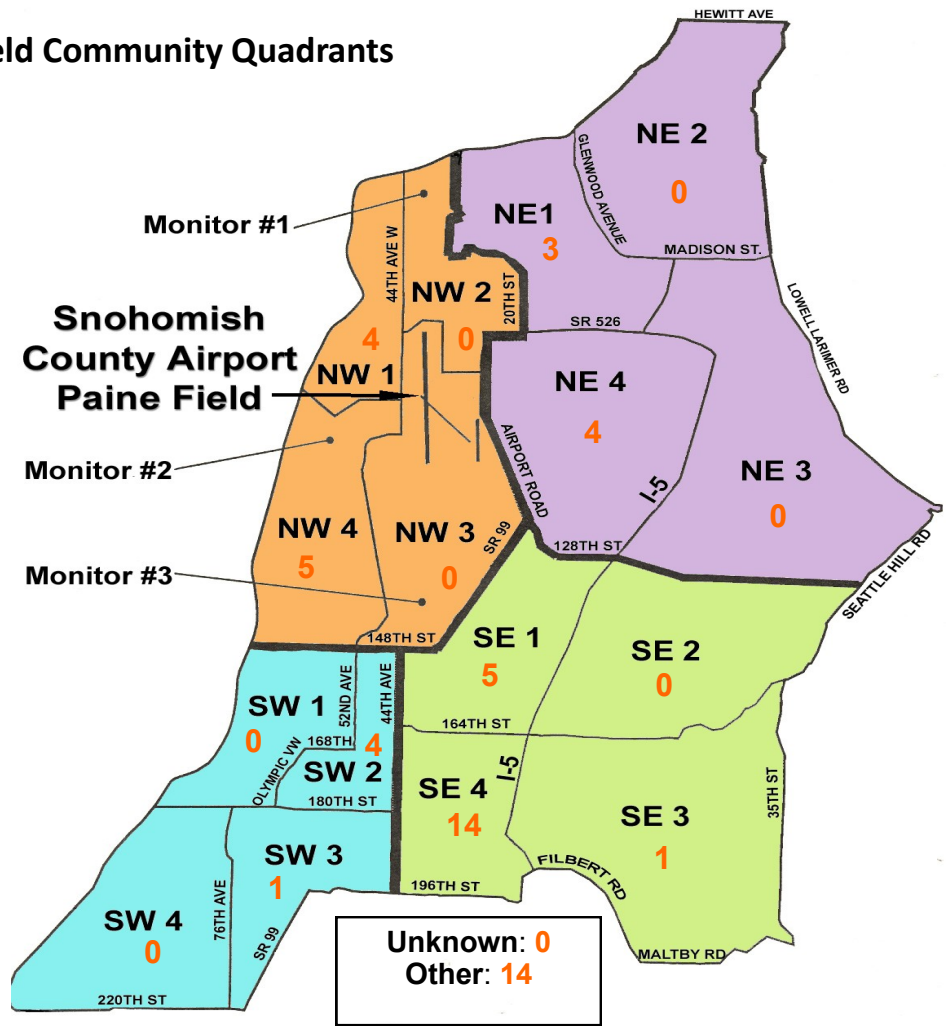 eld Community Quadrants
HEWITT AVE
NE 2
0
GLENWOOD AVENUE
MADISON ST.
NE1
3
Monitor #1
44TH AVE W
NW 2
0
20TH ST
SR 526
LOWELL LARIMER RD
Snohomish
County Airport
Paine Field
4
NW 1
NE 4
4
AIRPORT ROAD
I-5
NE 3
0
Monitor #2
NW 4
5
NW 3
0
SR 99
128TH ST
SEATTLE HILL RD
Monitor #3
148TH ST
SE 1
5
SE 2
0
SW 1
0
52ND AVE
44TH AVE
168TH
4
OLYMPIC VW
SW 2
180TH ST
164TH ST
I-5
SE 4
14
SE 3
1
35TH ST
SW 3
1
76TH AVE
SR 99
SW 4
0
220TH ST
196TH ST
FILBERT RD
MALTBY RD
Unknown: 0
Other: 14